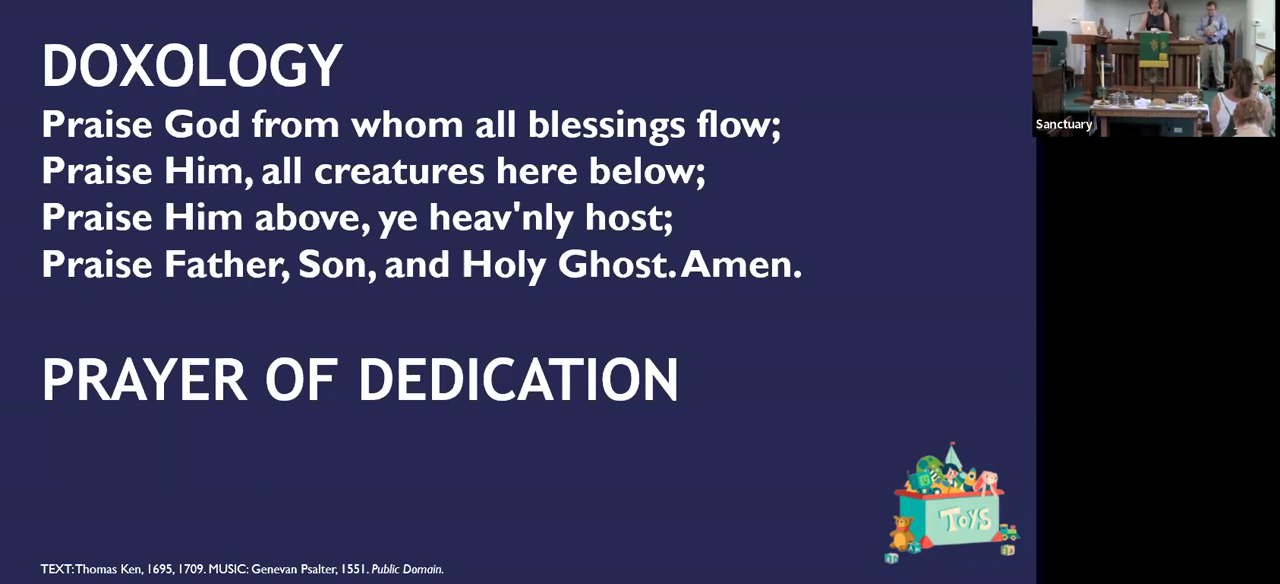 DOXOLOGY
Praise God from whom all blessings flow;
Praise Him, all creatures here below;
Praise Him above, ye heav'nly host;
Praise Father, Son, and Holy Ghost. Amen.
PRAYER OF DEDICATION
TOYS
TEXT: Thomas Ken, 1695, 1709. MUSIC: Genevan Psalter, 1551. Public Domain.
Sanctuary